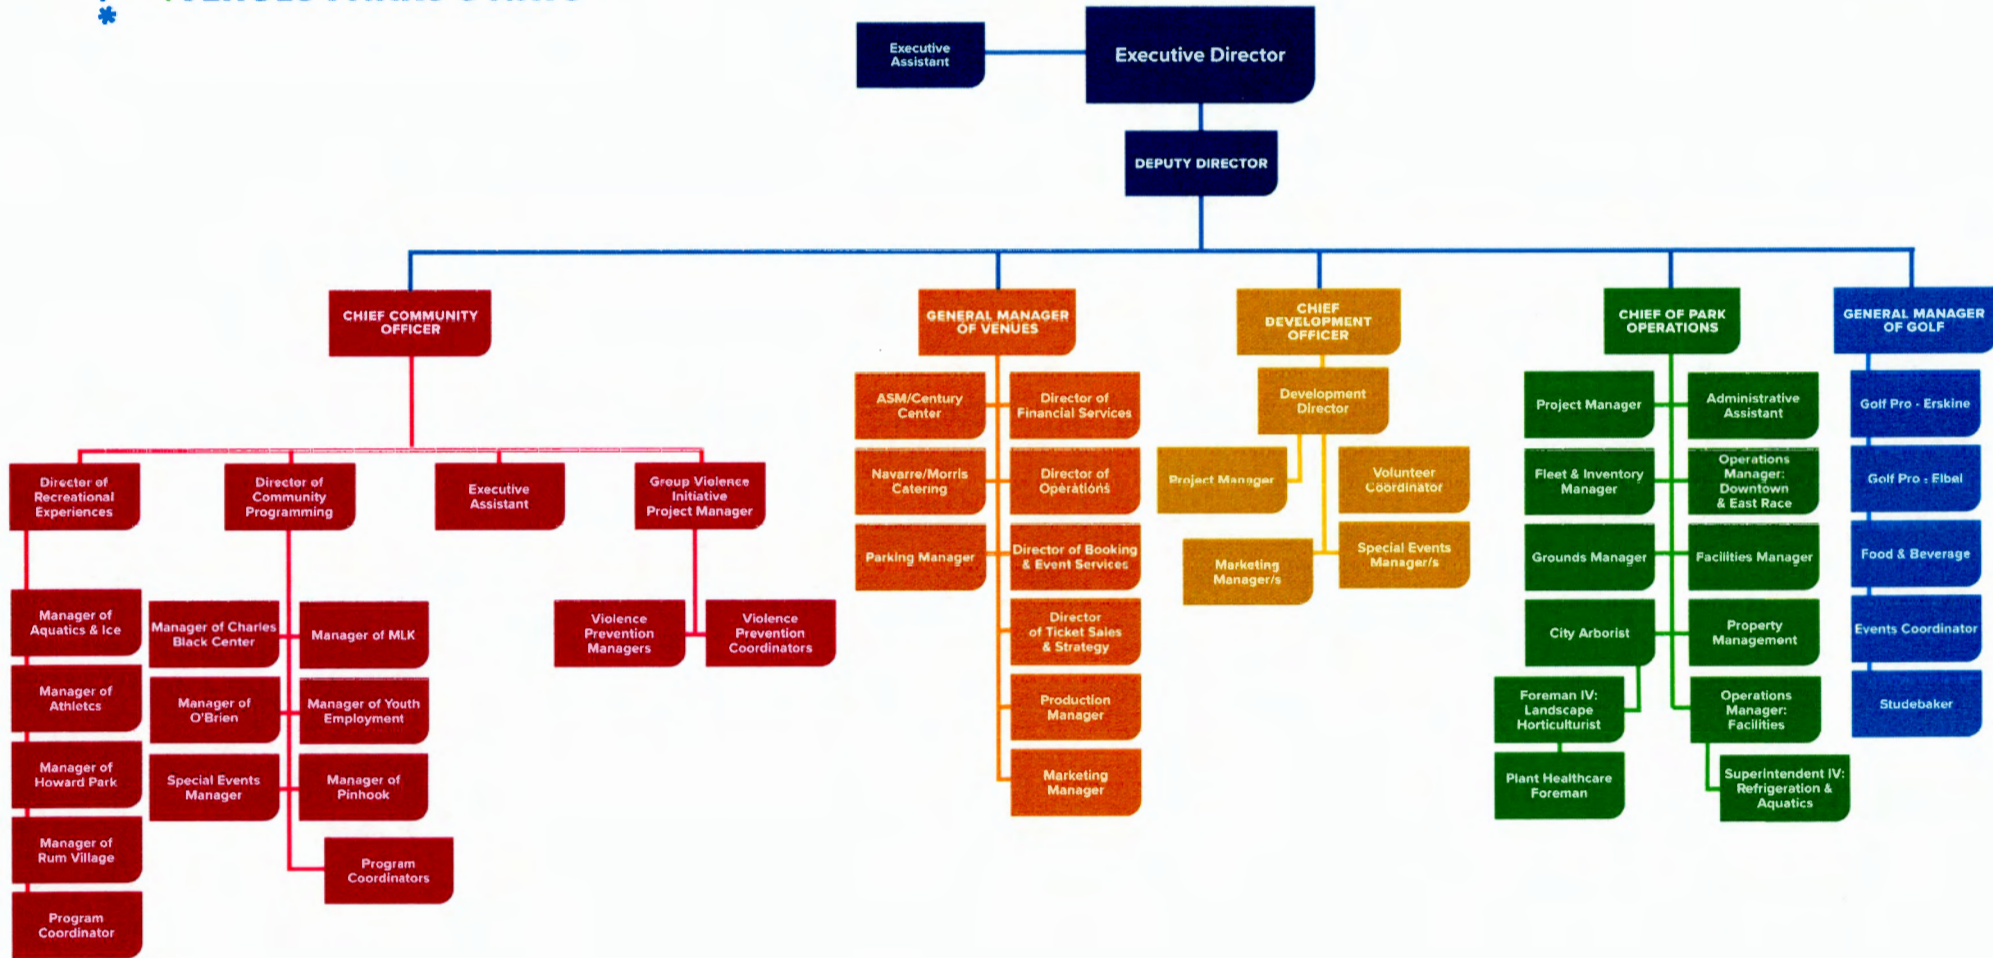 Executive
Assistant
Executive Director
DEPUTY DIRECTOR
CHIEF COMMUNITY
OFFICER
GENERAL MANAGER
OF VENUES
CHIEF
DEVELOPMENT
OFFICER
CHIEF OF PARK
OPERATIONS
GENERAL MANAGER
OF GOLF
Director of
Recreational
Experiences
Director of
Community
Programming
Executive
Assistant
Group Violence
Initiative
Project Manager
Manager of
Aquatics & Ice
Manager of
Athletcs
Manager of
Howard Park
Manager of
Rum Village
Program
Coordinator
Manager of Charles
Black Center
Manager of MLK
Manager of
O'Brien
Manager of Youth
Employment
Special Events
Manager
Manager of
Pinhook
Program
Coordinators
Violence
Prevention
Managers
Violence
Prevention
Coordinators
ASM/Century
Center
Director of
Financial Services
Navarre/Morris
Catering
Director of
Operations
Parking Manager
Director of Booking
& Event Services
Director
of Ticket Sales
& Strategy
Production
Manager
Marketing
Manager
Development
Director
Project Manager
Volunteer
Coordinator
Marketing
Manager/s
Special Events
Manager/s
Project Manager
Administrative
Assistant
Fleet & Inventory
Manager
Operations
Manager:
Downtown
& East Race
Grounds Manager
Facilities Manager
City Arborist
Property
Management
Foreman IV:
Landscape
Horticulturist
Operations
Manager:
Facilities
Plant Healthcare
Foreman
Superintendent IV:
Refrigeration &
Aquatics
Golf Pro - Erskine
Golf Pro - Elbel
Food & Beverage
Events Coordinator
Studebaker